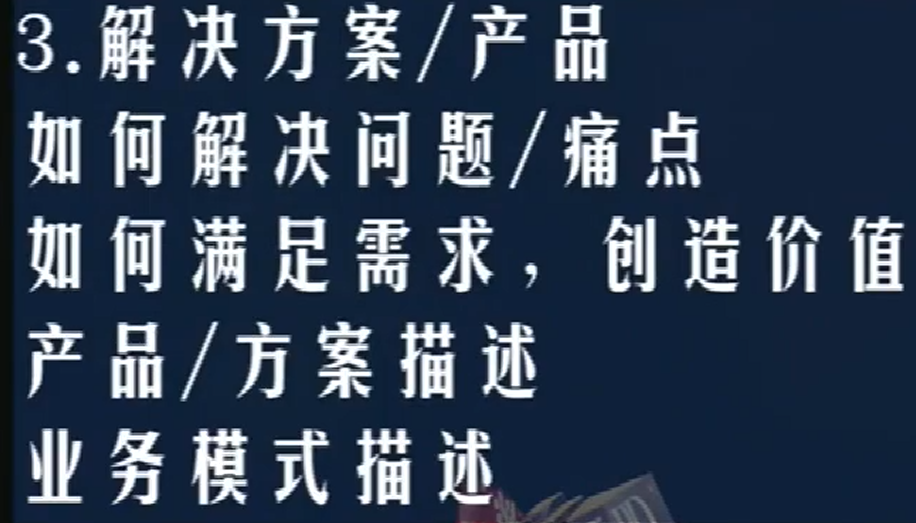 3.解决方案/产品
如何解决问题/痛点
如何满足需求，创造价值
产品/方案描述
业务模式描述